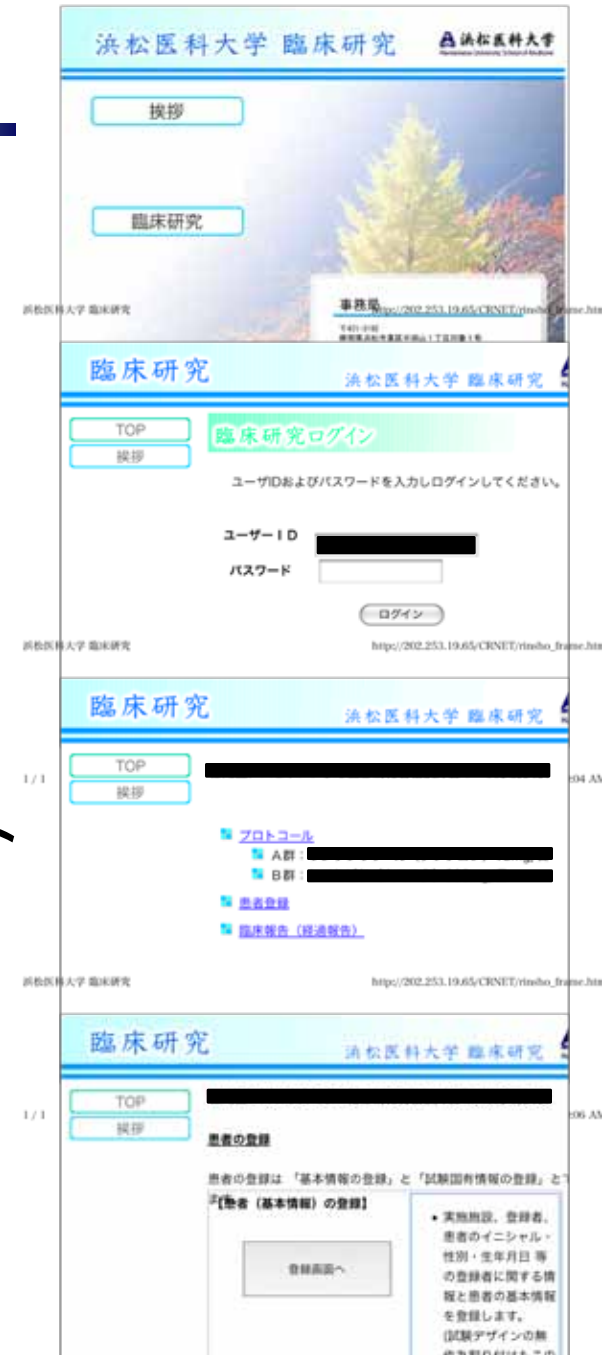 浜松医科大学 臨床研究
浜松医科大学
挨拶
臨床研究
事務局
浜松医科大学 臨床研究
http://202.253.19.65/CRNET/rinsho_frame.htm
臨床研究
浜松医科大学 臨床研究
TOP
挨拶
臨床研究ログイン
ユーザIDおよびパスワードを入力しログインしてください。
ユーザーID
パスワード
ログイン
浜松医科大学 臨床研究
http://202.253.19.65/CRNET/rinsho_frame.htm
臨床研究
浜松医科大学 臨床研究
1 / 1
TOP
:04 AM
挨拶
プロトコール
A群：
B群：
患者登録
臨床報告（経過報告）
浜松医科大学 臨床研究
http://202.253.19.65/CRNET/rinsho_frame.htm
臨床研究
浜松医科大学 臨床研究
1 / 1
TOP
:06 AM
挨拶
患者の登録
患者の登録は 「基本情報の登録」と「試験固有情報の登録」と
【患者（基本情報）の登録】
登録画面へ
• 実施施設、登録者、
患者のイニシャル・
性別・生年月日 等
の登録者に関する情
報と患者の基本情報
を登録します。
(試験デザインの無